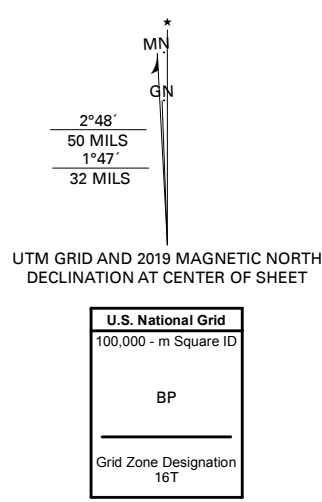 MN
GN
2°48´
50 MILS
1°47´
32 MILS
UTM GRID AND 2019 MAGNETIC NORTH
DECLINATION AT CENTER OF SHEET
U.S. National Grid
100,000 - m Square ID
BP
Grid Zone Designation
16T